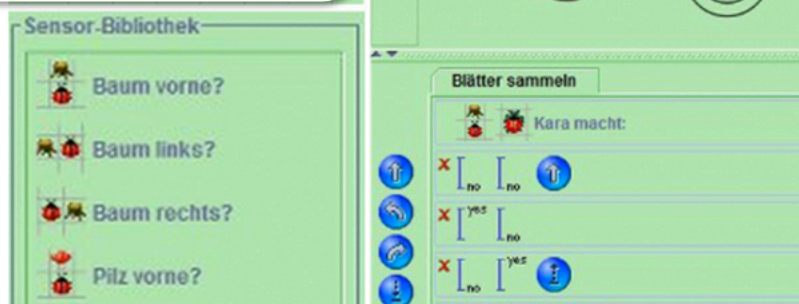 Sensor-Bibliothek
Baum vorne?
Baum links?
Baum rechts?
Pilz vorne?
Blätter sammeln
Kara macht:
no no
yes no
no yes